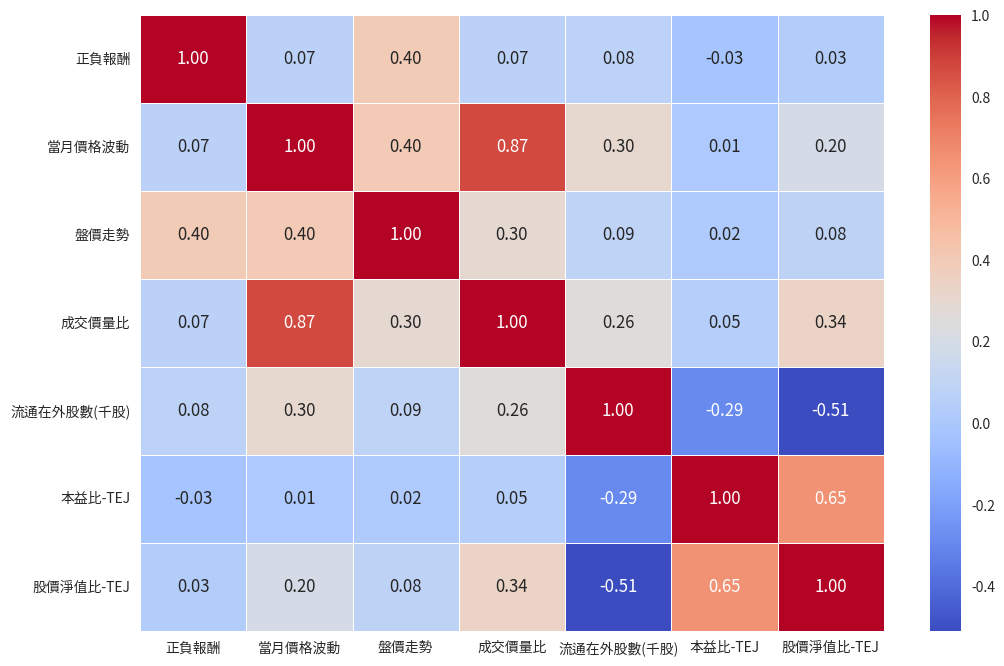 正負報酬 1.00 0.07 0.40 0.07 0.08 -0.03 0.03
當月價格波動 0.07 1.00 0.40 0.87 0.30 0.01 0.20
盤價走勢 0.40 0.40 1.00 0.30 0.09 0.02 0.08
成交價量比 0.07 0.87 0.30 1.00 0.26 0.05 0.34
流通在外股數(千股) 0.08 0.30 0.09 0.26 1.00 -0.29 -0.51
本益比-TEJ -0.03 0.01 0.02 0.05 -0.29 1.00 0.65
股價淨值比-TEJ 0.03 0.20 0.08 0.34 -0.51 0.65 1.00
正負報酬 當月價格波動 盤價走勢 成交價量比 流通在外股數(千股) 本益比-TEJ 股價淨值比-TEJ
1.0
0.8
0.6
0.4
0.2
0.0
-0.2
-0.4